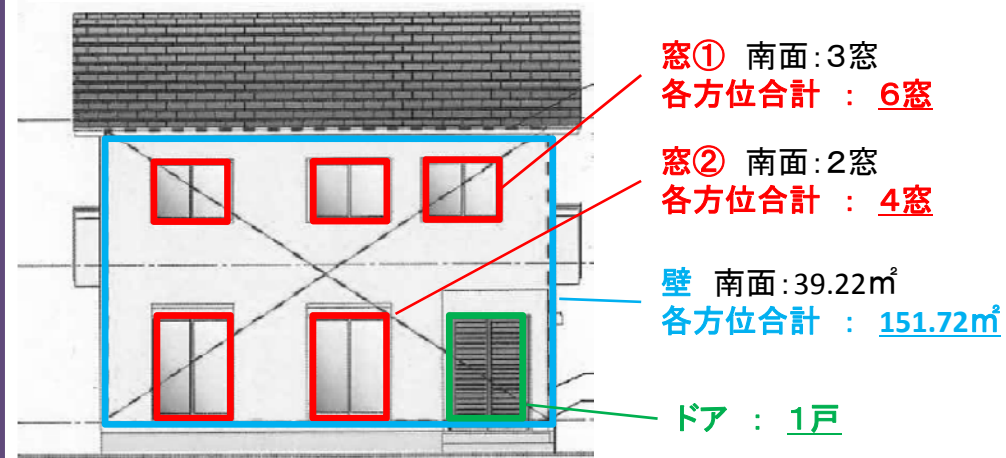 窓① 南面:3窓
各方位合計 : 6窓
窓② 南面:2窓
各方位合計 : 4窓
壁 南面:39.22㎡
各方位合計 : 151.72㎡
ドア : 1戸